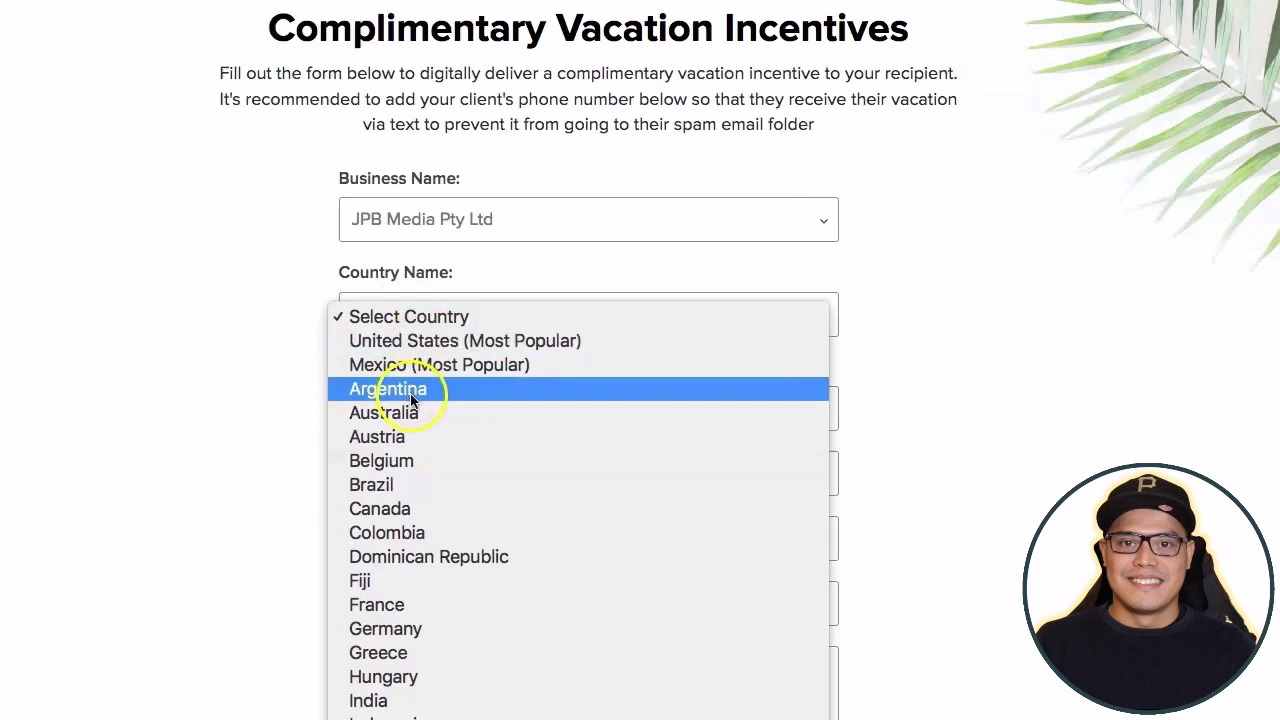 Complimentary Vacation Incentives
Fill out the form below to digitally deliver a complimentary vacation incentive to your recipient.
It's recommended to add your client's phone number below so that they receive their vacation
via text to prevent it from going to their spam email folder
Business Name:
JPB Media Pty Ltd
Country Name:
✓ Select Country
United States (Most Popular)
Mexico (Most Popular)
Argentina
Australia
Austria
Belgium
Brazil
Canada
Colombia
Dominican Republic
Fiji
France
Germany
Greece
Hungary
India
P